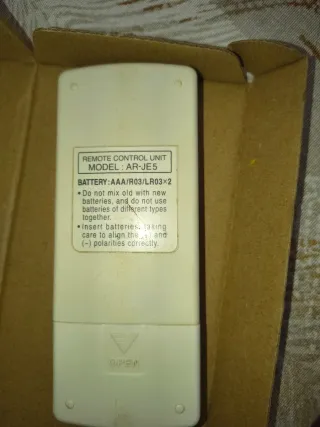 REMOTE CONTROL UNIT
MODEL : AR-JE5
BATTERY:AAA/R03/LR03×2
•Do not mix old with new
batteries, and do not use
batteries of different types
together.
•Insert batteries taking
care to align the (+) and
(−) polarities correctly.
OPEN